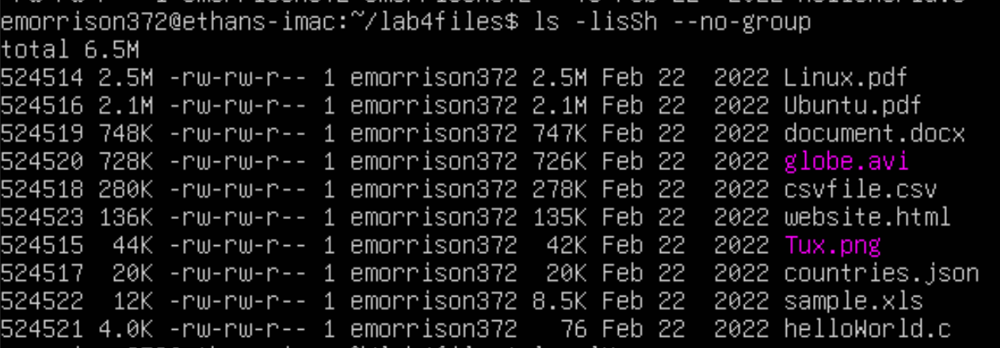 emorrison372@ethans-imac:~/lab4files$ ls -lisSh --no-group
total 6.5M
524514 2.5M -rw-rw-r-- 1 emorrison372 2.5M Feb 22  2022 Linux.pdf
524516 2.1M -rw-rw-r-- 1 emorrison372 2.1M Feb 22  2022 Ubuntu.pdf
524519 748K -rw-rw-r-- 1 emorrison372 747K Feb 22  2022 document.docx
524520 728K -rw-rw-r-- 1 emorrison372 726K Feb 22  2022 globe.avi
524518 280K -rw-rw-r-- 1 emorrison372 278K Feb 22  2022 csvfile.csv
524523 136K -rw-rw-r-- 1 emorrison372 135K Feb 22  2022 website.html
524515  44K -rw-rw-r-- 1 emorrison372  42K Feb 22  2022 Tux.png
524517  20K -rw-rw-r-- 1 emorrison372  20K Feb 22  2022 countries.json
524522  12K -rw-rw-r-- 1 emorrison372 8.5K Feb 22  2022 sample.xls
524521 4.0K -rw-rw-r-- 1 emorrison372   76 Feb 22  2022 helloWorld.c